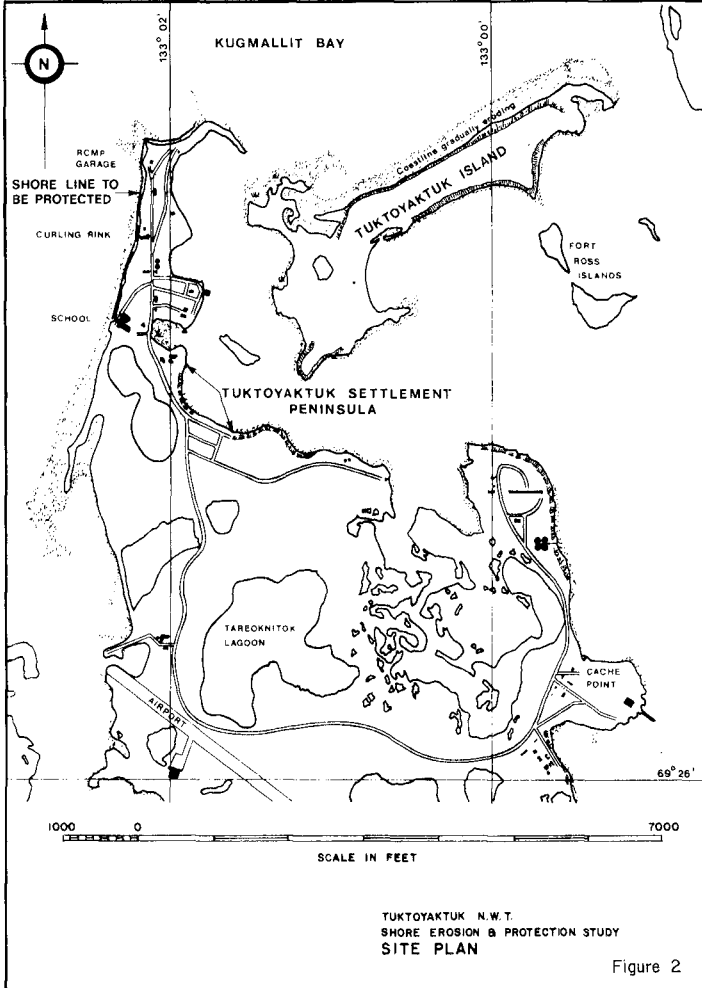 133° 02'
133° 00'
KUGMALLIT BAY
N
Coastline gradually eroding
TUKTOYAKTUK ISLAND
RCMP
GARAGE
SHORE LINE TO
BE PROTECTED
CURLING RINK
FORT
ROSS
ISLANDS
SCHOOL
TUKTOYAKTUK SETTLEMENT
PENINSULA
TAREOKNITOK
LAGOON
CACHE
POINT
AIRPORT
69° 26'
1000 0 7000
SCALE IN FEET
TUKTOYAKTUK N.W.T.
SHORE EROSION & PROTECTION STUDY
SITE PLAN
Figure 2